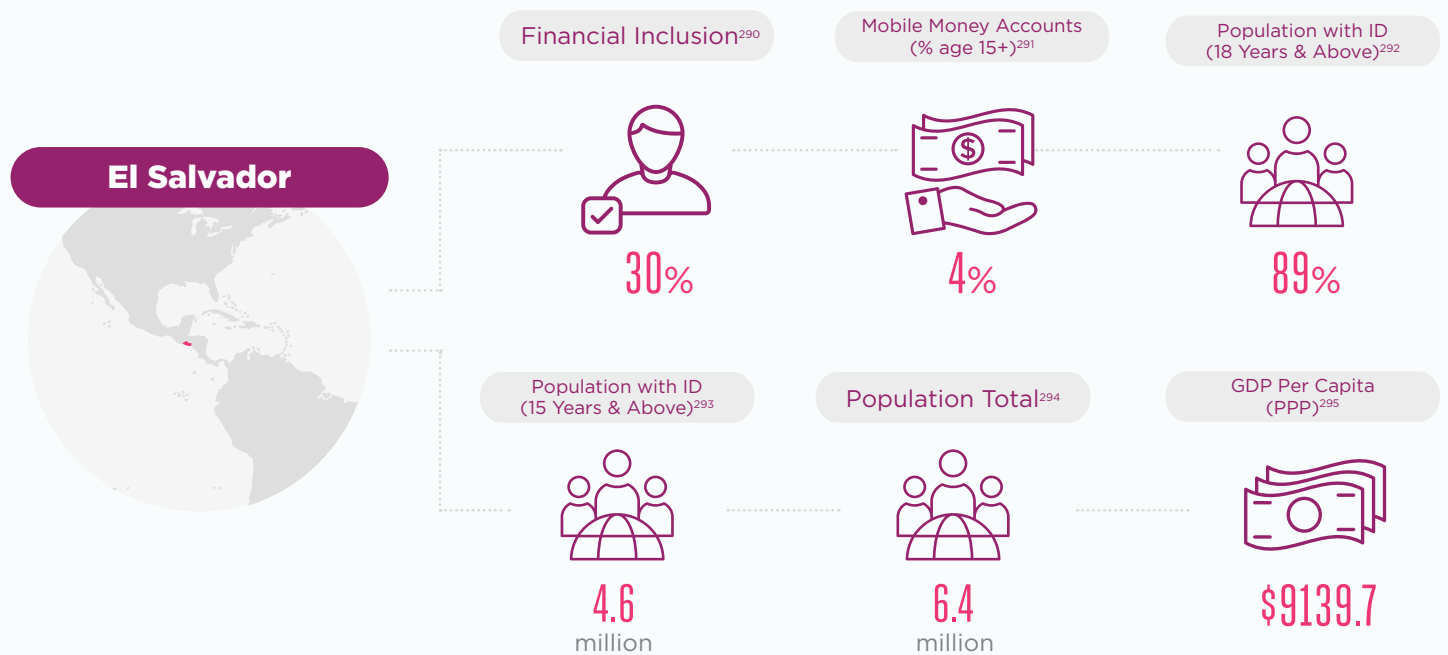 El Salvador
Financial Inclusion290
30%
Mobile Money Accounts
(% age 15+)291
$
4%
Population with ID
(18 Years & Above)292
89%
Population with ID
(15 Years & Above)293
4.6
million
Population Total294
6.4
million
GDP Per Capita
(PPP)295
$9139.7